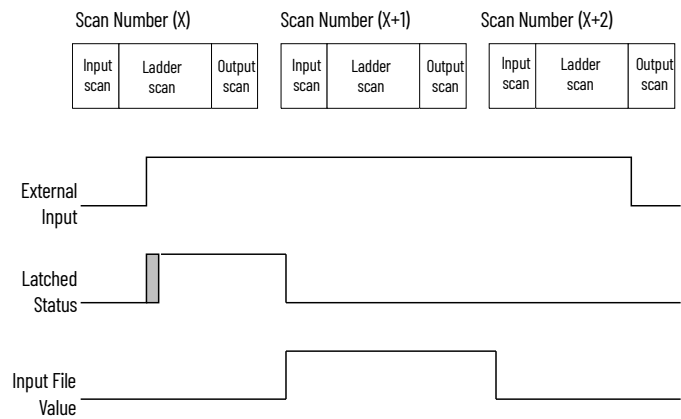 Scan Number (X)
Scan Number (X+1)
Scan Number (X+2)
Input
scan
Ladder
scan
Output
scan
Input
scan
Ladder
scan
Output
scan
Input
scan
Ladder
scan
Output
scan
External
Input
Latched
Status
Input File
Value